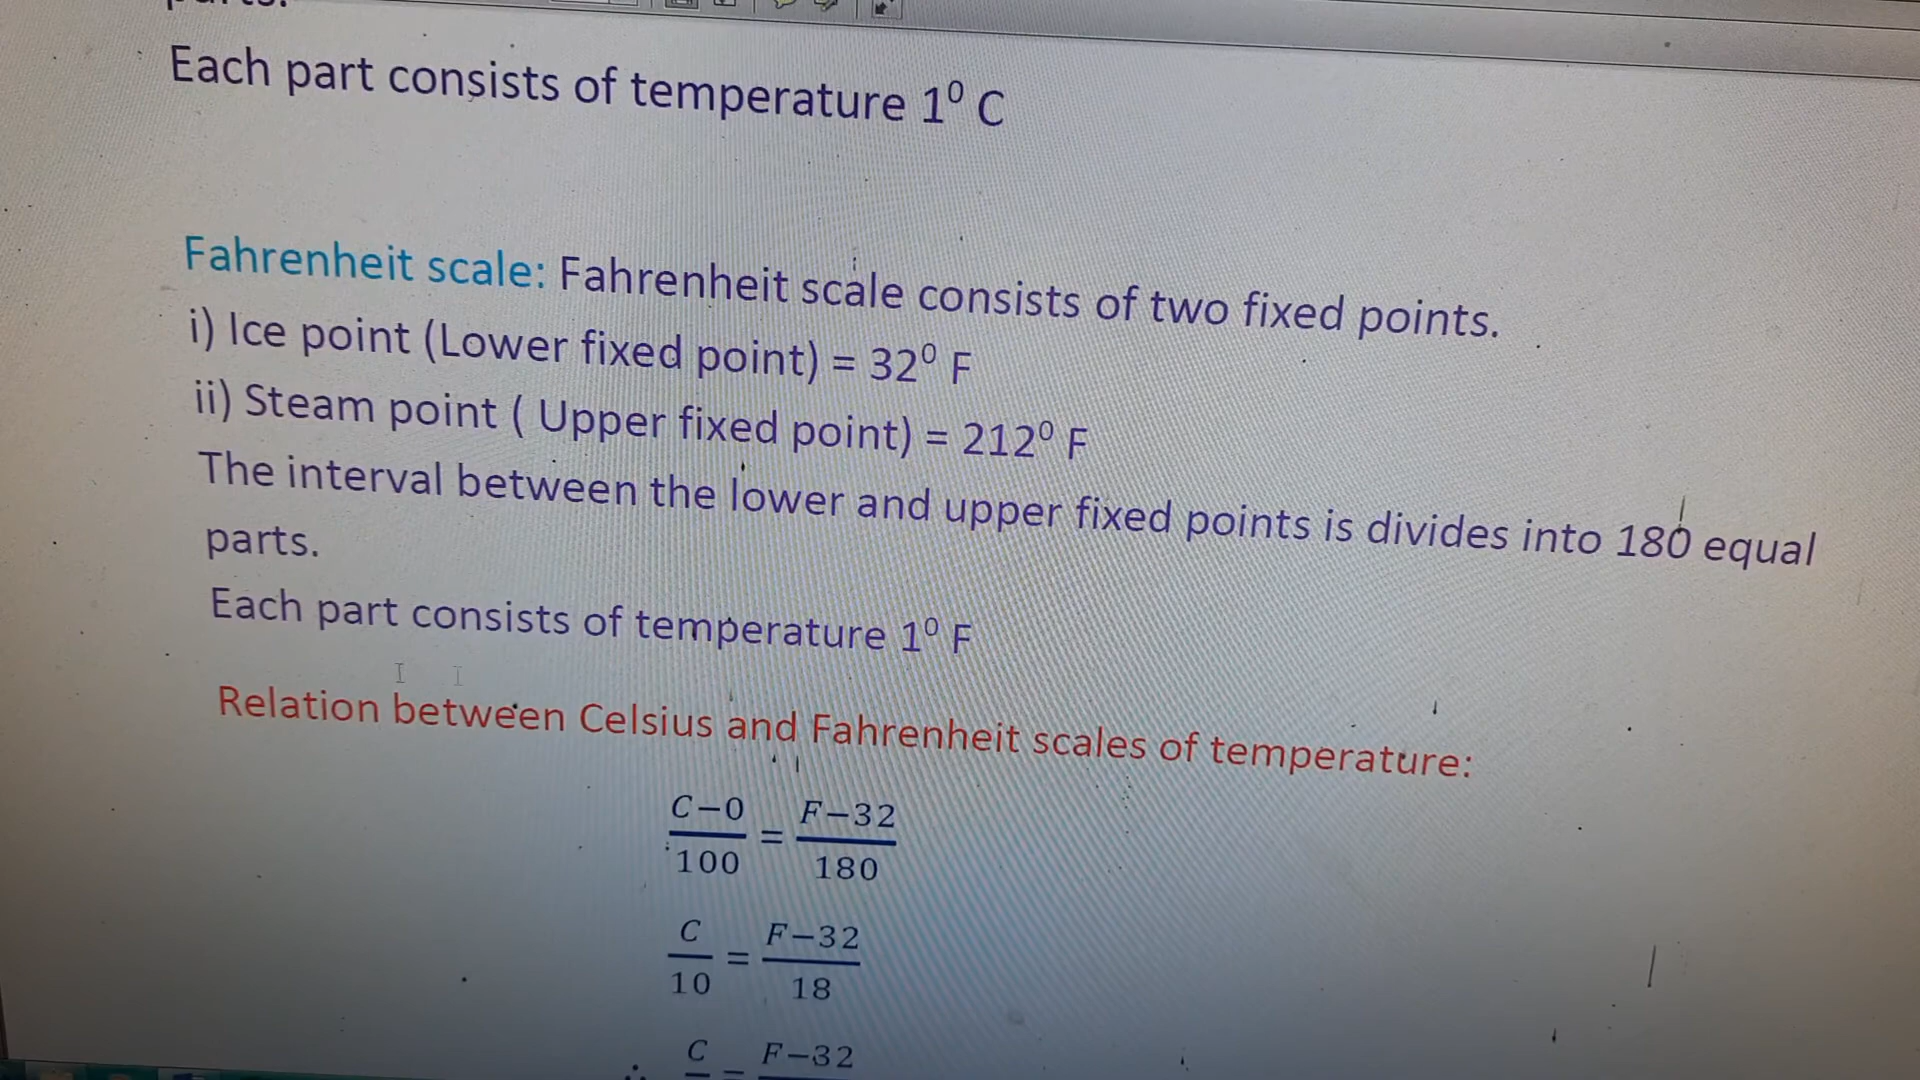 Each part consists of temperature 1⁰ C
Fahrenheit scale: Fahrenheit scale consists of two fixed points.
i) Ice point (Lower fixed point) = 32⁰ F
ii) Steam point ( Upper fixed point) = 212⁰ F
The interval between the lower and upper fixed points is divides into 180 equal
parts.
Each part consists of temperature 1⁰ F
Relation between Celsius and Fahrenheit scales of temperature:
C−0 F−32
= 
100 180
C F−32
=
10 18
∴ C = F−32